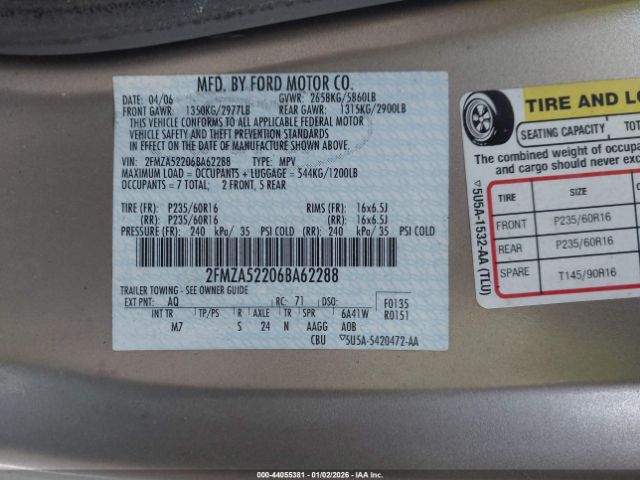 MFD. BY FORD MOTOR CO.
DATE: 04/06 GVWR: 2658KG/5860LB
FRONT GAWR: 1350KG/2977LB REAR GAWR: 1315KG/2900LB
THIS VEHICLE CONFORMS TO ALL APPLICABLE FEDERAL MOTOR
VEHICLE SAFETY AND THEFT PREVENTION STANDARDS
IN EFFECT ON THE DATE OF MANUFACTURE SHOWN ABOVE.
VIN: 2FMZA52206BA62288 TYPE: MPV
MAXIMUM LOAD = OCCUPANTS + LUGGAGE = 544KG/1200LB
OCCUPANTS = 7 TOTAL; 2 FRONT, 5 REAR
TIRE (FR): P235/60R16 RIMS (FR): 16x6.5J
(RR): P235/60R16 (RR): 16x6.5J
PRESSURE (FR): 240 kPa/ 35 PSI COLD (RR): 240 kPa/ 35 PSI COLD
2FMZA52206BA62288
TRAILER TOWING - SEE OWNER GUIDE
EXT PNT: AQ RC: 71 DSO: F0135
INT TR TP/PS R AXLE TR SPR 6A41W R0151
M7 S 24 N AAGG A0B
CBU ▽5U5A-5420472-AA
TIRE AND LO
SEATING CAPACITY TOT
The combined weight of occupa
and cargo should never exce
TIRE SIZE
FRONT P235/60R16
REAR P235/60R16
SPARE T145/90R16
▽5U5A-1532-AA (TLU)
000-44055381 - 01/02/2026 - IAAI.com